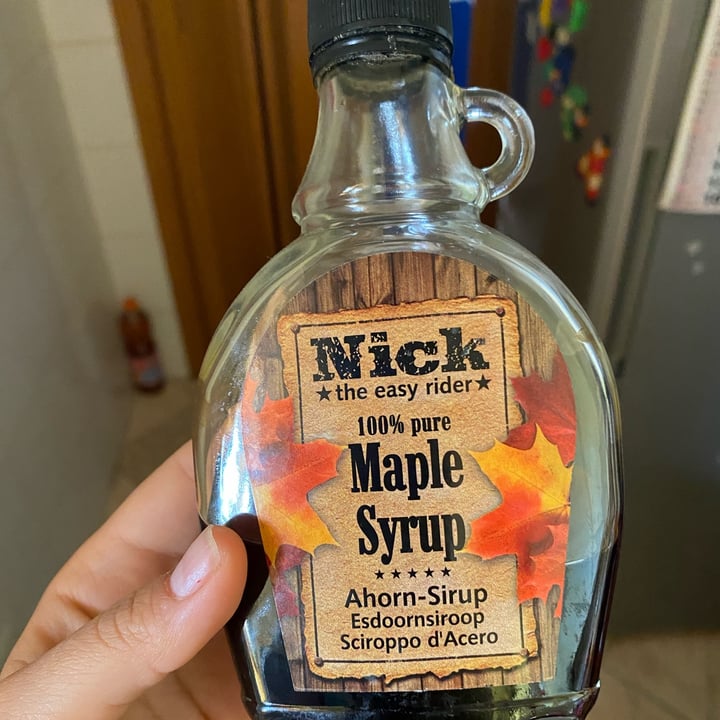 Nick
★the easy rider★
100% pure
Maple
Syrup
★★★★★
Ahorn-Sirup
Esdoornsiroop
Sciroppo d'Acero